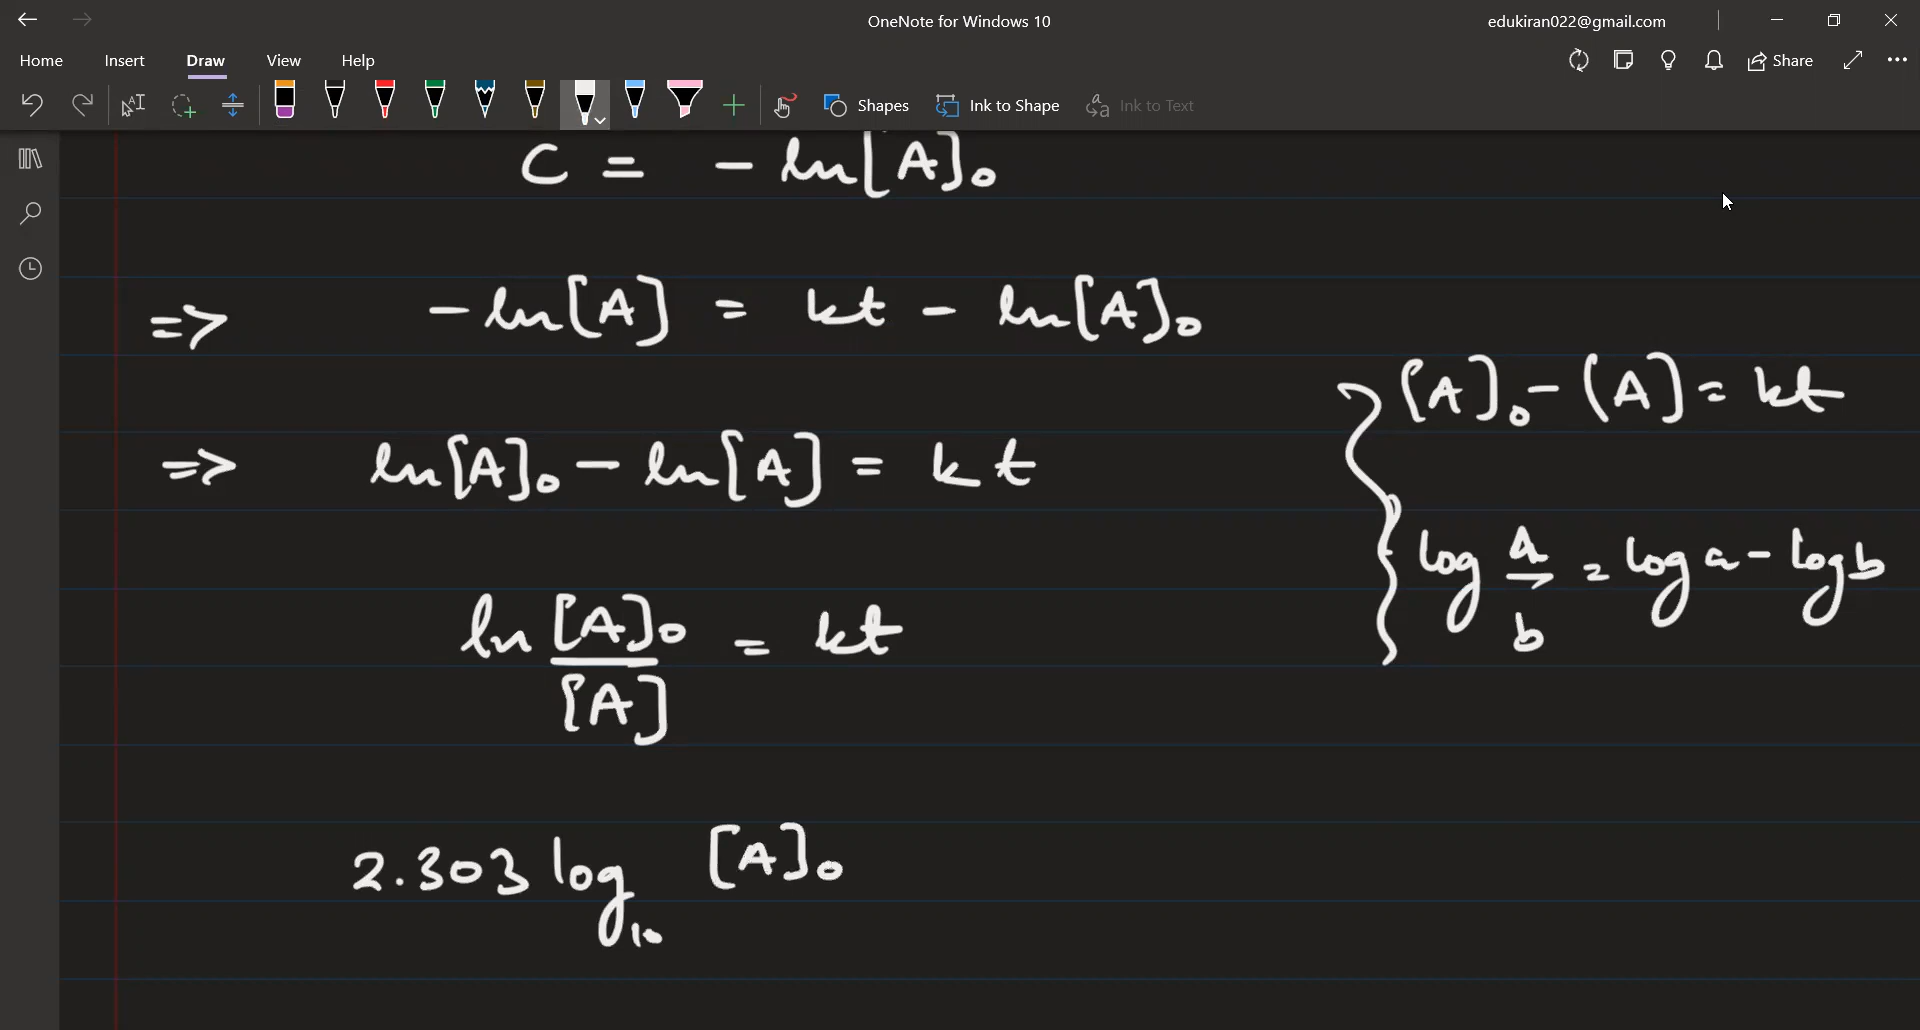 OneNote for Windows 10
edukiran022@gmail.com
Home Insert Draw View Help
Share
Shapes Ink to Shape Ink to Text
C = - ln[A]₀
=> -ln[A] = kt - ln[A]₀
[A]₀ - [A] = kt
=> ln[A]₀ - ln[A] = kt
log a/b = log a - log b
ln [A]₀/[A] = kt
2.303 log₁₀ [A]₀